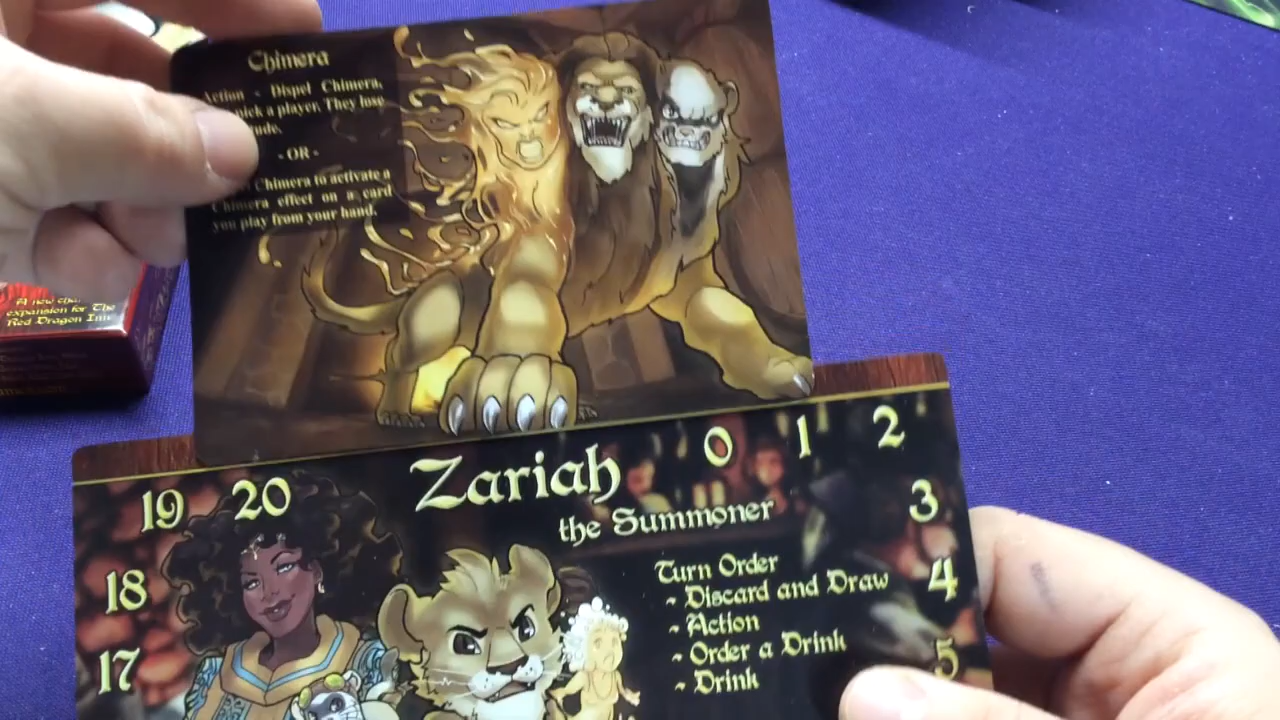 Chimera
Action - Dispel Chimera,
pick a player. They lose
- OR -
Chimera to activate a
Chimera effect on a card
you play from your hand.
A new
expansion for The
Red Dragon Inn
Zariah
the Summoner
0 1 2
3
4
5
19 20
18
17
Turn Order
~ Discard and Draw
~ Action
~ Order a Drink
~ Drink